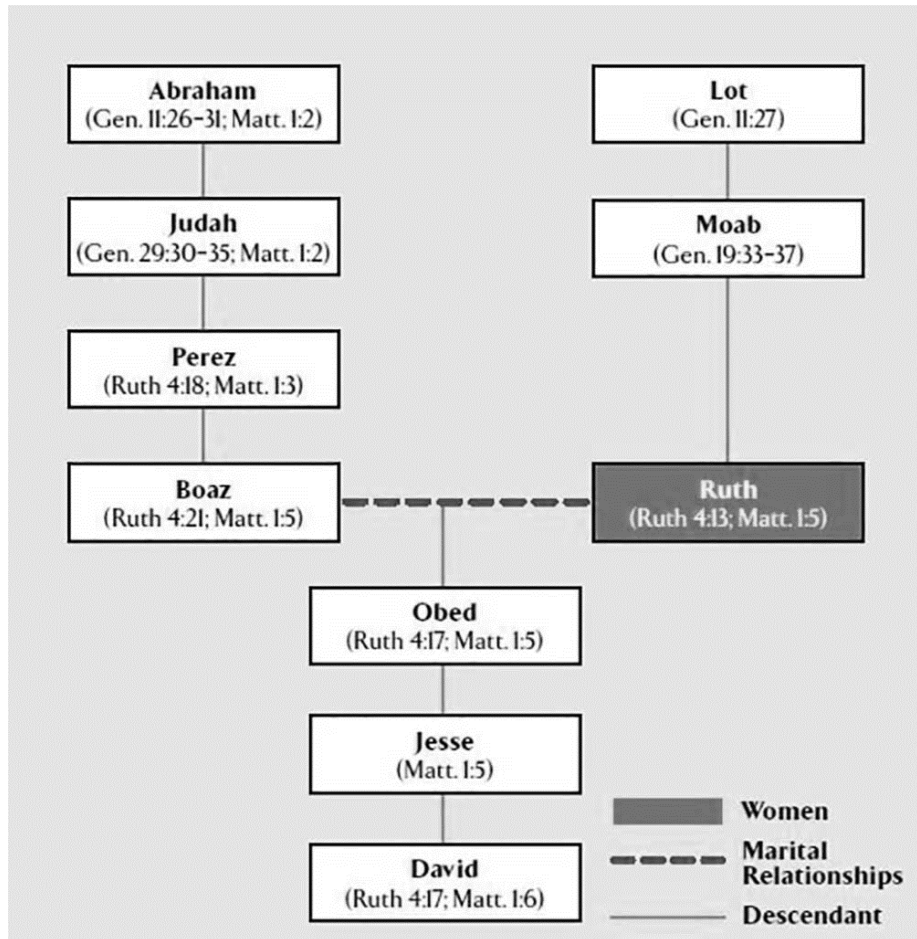 Abraham
(Gen. 11:26–31; Matt. 1:2)
Lot
(Gen. 11:27)
Judah
(Gen. 29:30–35; Matt. 1:2)
Moab
(Gen. 19:33–37)
Perez
(Ruth 4:18; Matt. 1:3)
Boaz
(Ruth 4:21; Matt. 1:5)
Ruth
(Ruth 4:13; Matt. 1:5)
Obed
(Ruth 4:17; Matt. 1:5)
Jesse
(Matt. 1:5)
David
(Ruth 4:17; Matt. 1:6)
Women
Marital
Relationships
Descendant